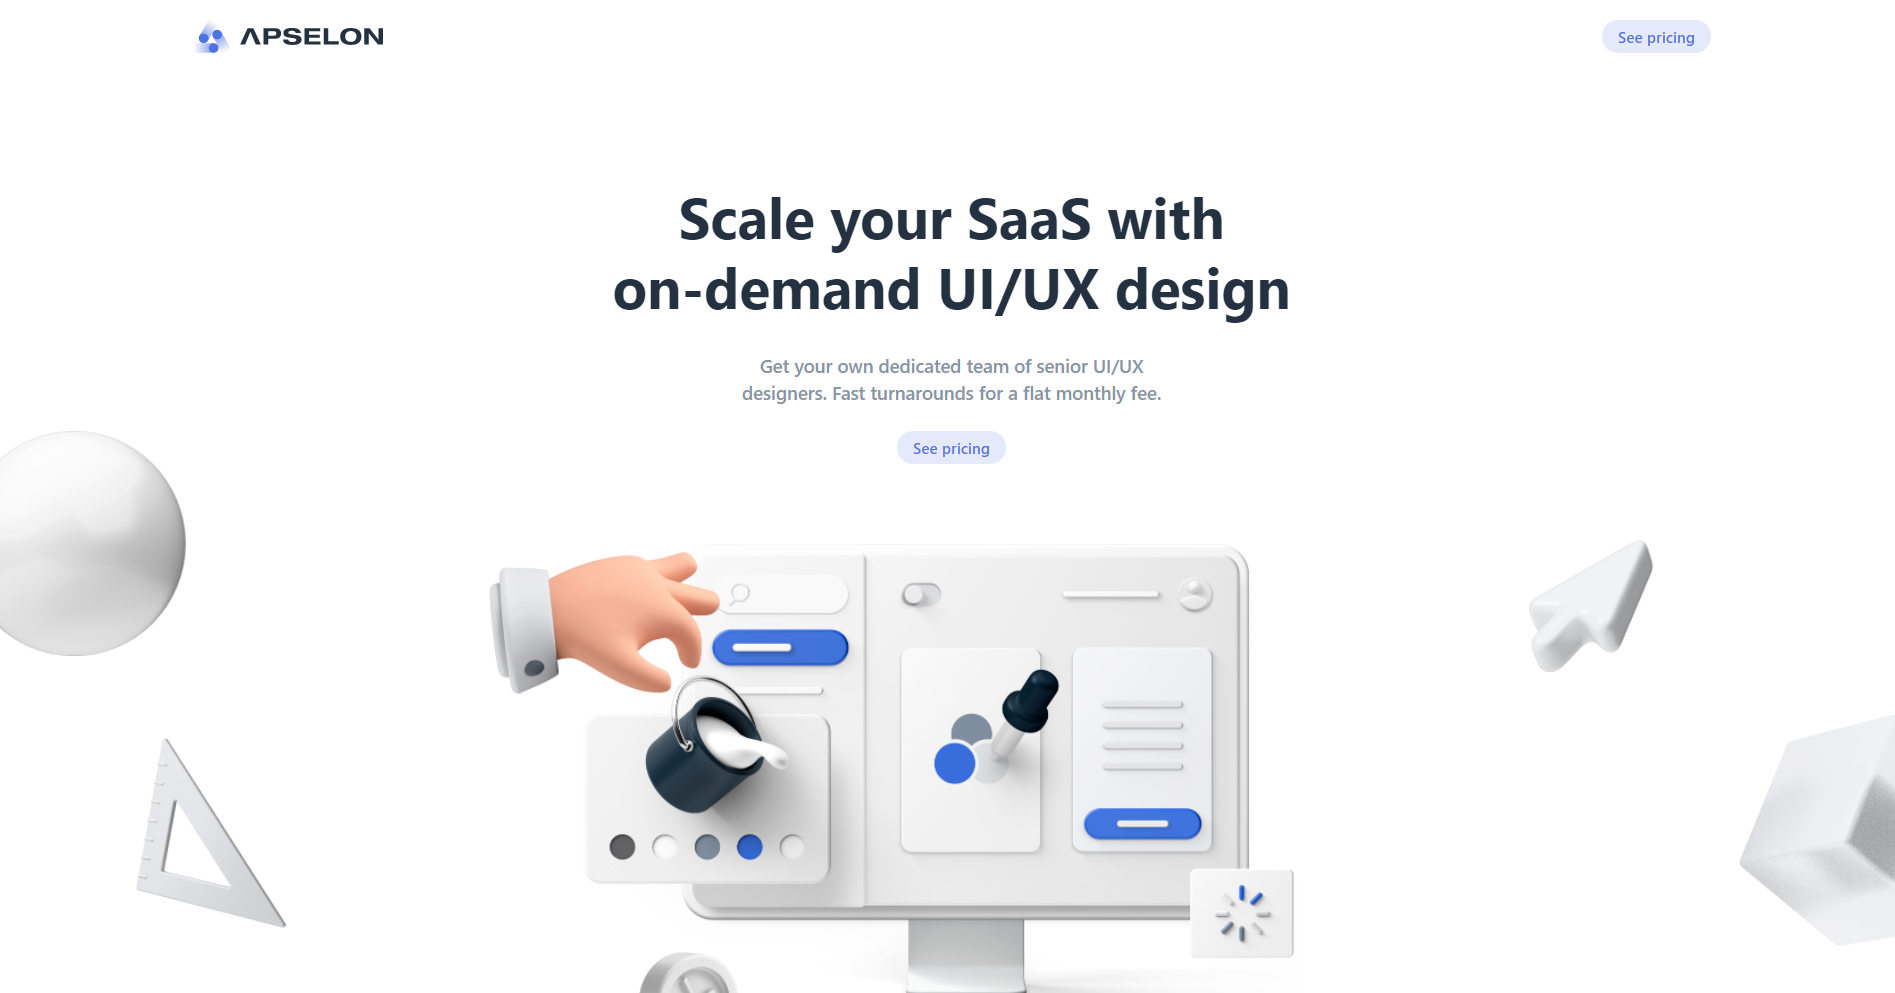 APSELON
See pricing
Scale your SaaS with
on-demand UI/UX design
Get your own dedicated team of senior UI/UX
designers. Fast turnarounds for a flat monthly fee.
See pricing